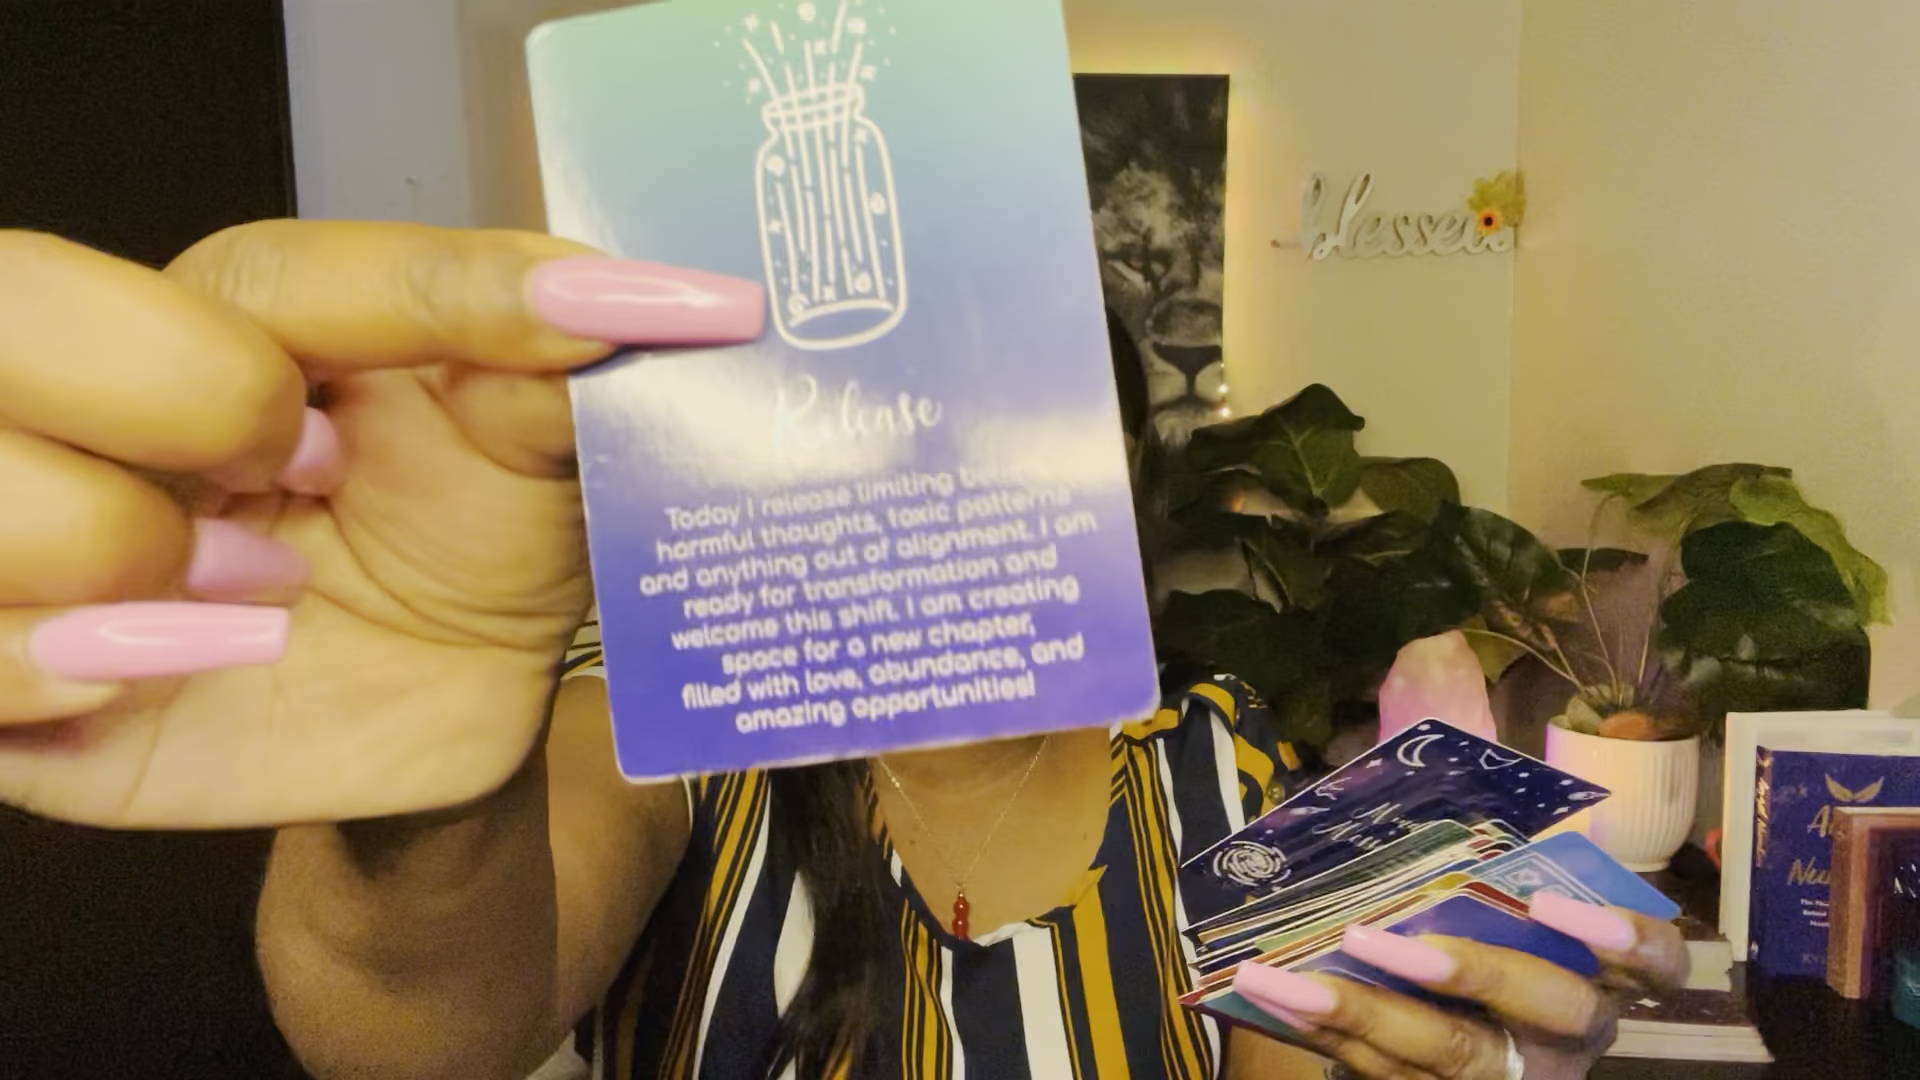 Release
Today I release limiting
harmful thoughts, toxic patterns
and anything out of alignment. I am
ready for transformation and
welcome this shift. I am creating
space for a new chapter,
filled with love, abundance, and
amazing opportunities!
blessed